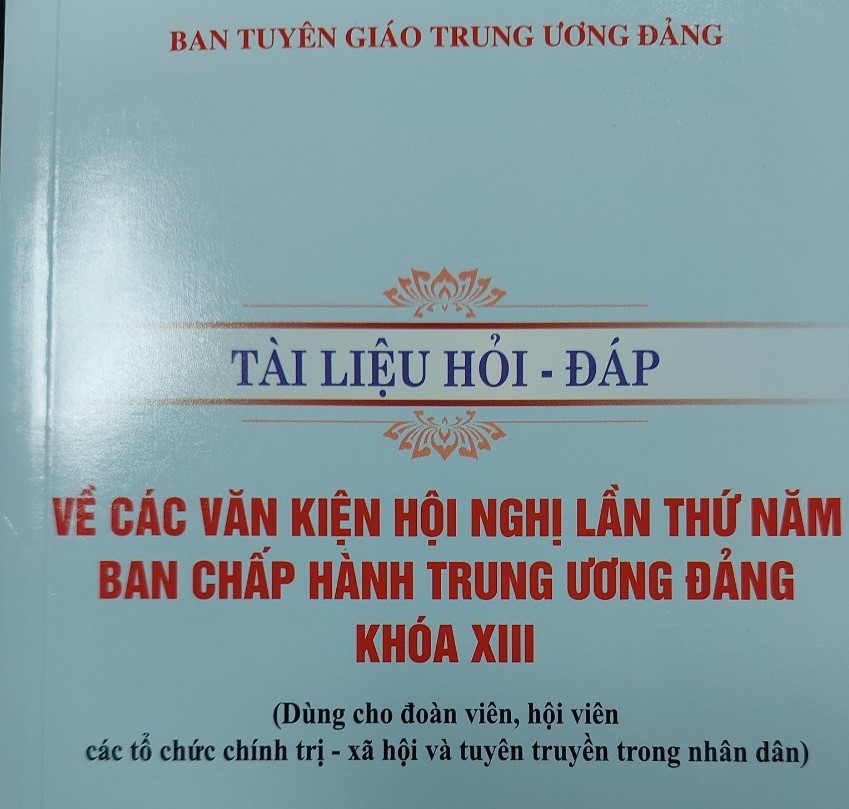 BAN TUYÊN GIÁO TRUNG ƯƠNG ĐẢNG
TÀI LIỆU HỎI - ĐÁP
VỀ CÁC VĂN KIỆN HỘI NGHỊ LẦN THỨ NĂM
BAN CHẤP HÀNH TRUNG ƯƠNG ĐẢNG
KHÓA XIII
(Dùng cho đoàn viên, hội viên
các tổ chức chính trị - xã hội và tuyên truyền trong nhân dân)